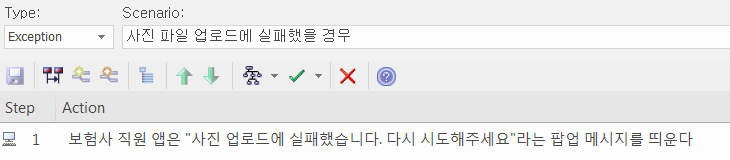 Type: Scenario:
Exception 사진 파일 업로드에 실패했을 경우
Step Action
1 보험사 직원 앱은 "사진 업로드에 실패했습니다. 다시 시도해주세요"라는 팝업 메시지를 띄운다